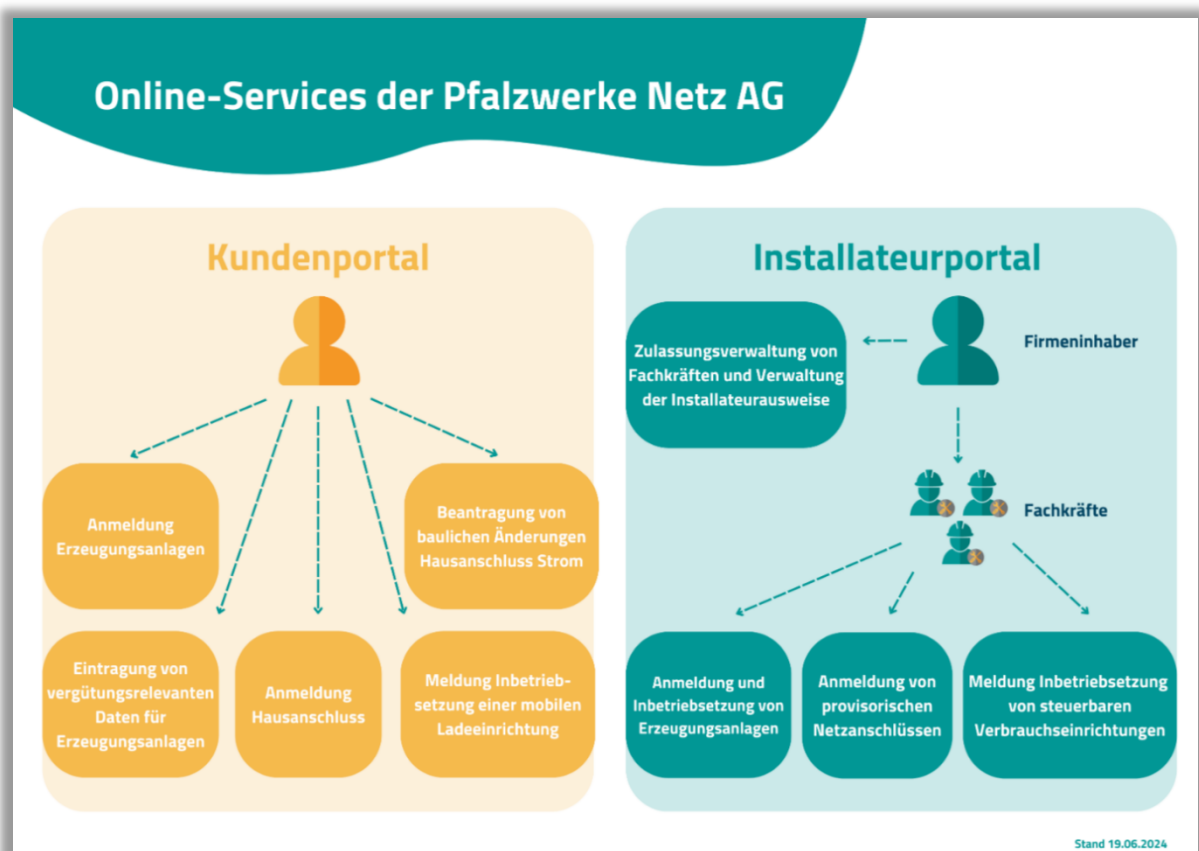 Online-Services der Pfalzwerke Netz AG
Kundenportal
Anmeldung
Erzeugungsanlagen
Beantragung von
baulichen Änderungen
Hausanschluss Strom
Eintragung von
vergütungsrelevanten
Daten für
Erzeugungsanlagen
Anmeldung
Hausanschluss
Meldung Inbetrieb-
setzung einer mobilen
Ladeeinrichtung
Installateurportal
Zulassungsverwaltung von
Fachkräften und Verwaltung
der Installateurausweise
Firmeninhaber
Fachkräfte
Anmeldung und
Inbetriebsetzung von
Erzeugungsanlagen
Anmeldung von
provisorischen
Netzanschlüssen
Meldung Inbetriebsetzung
von steuerbaren
Verbrauchseinrichtungen
Stand 19.06.2024